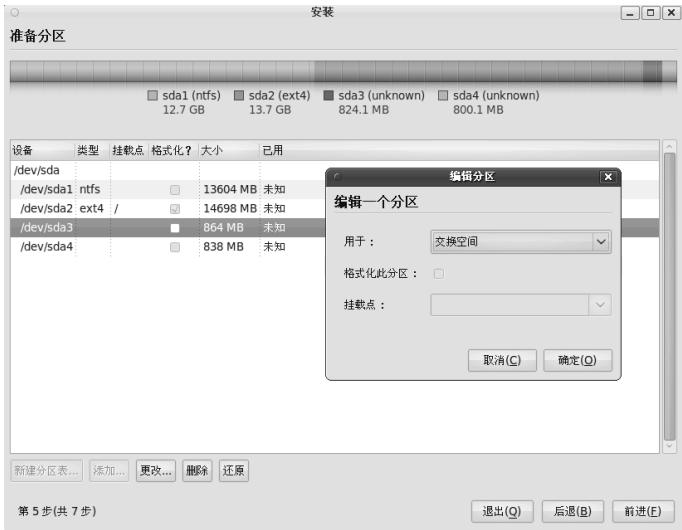 安装
准备分区
sda1 (ntfs) sda2 (ext4) sda3 (unknown) sda4 (unknown)
12.7 GB 13.7 GB 824.1 MB 800.1 MB
设备 类型 挂载点 格式化? 大小 已用
/dev/sda
/dev/sda1 ntfs 13604 MB 未知
/dev/sda2 ext4 / 14698 MB 未知
/dev/sda3 864 MB 未知
/dev/sda4 838 MB 未知
编辑分区
编辑一个分区
用于：
交换空间
格式化此分区：
挂载点：
取消(C) 确定(O)
新建分区表... 添加... 更改... 删除 还原
第 5 步(共 7 步)
退出(Q) 后退(B) 前进(F)